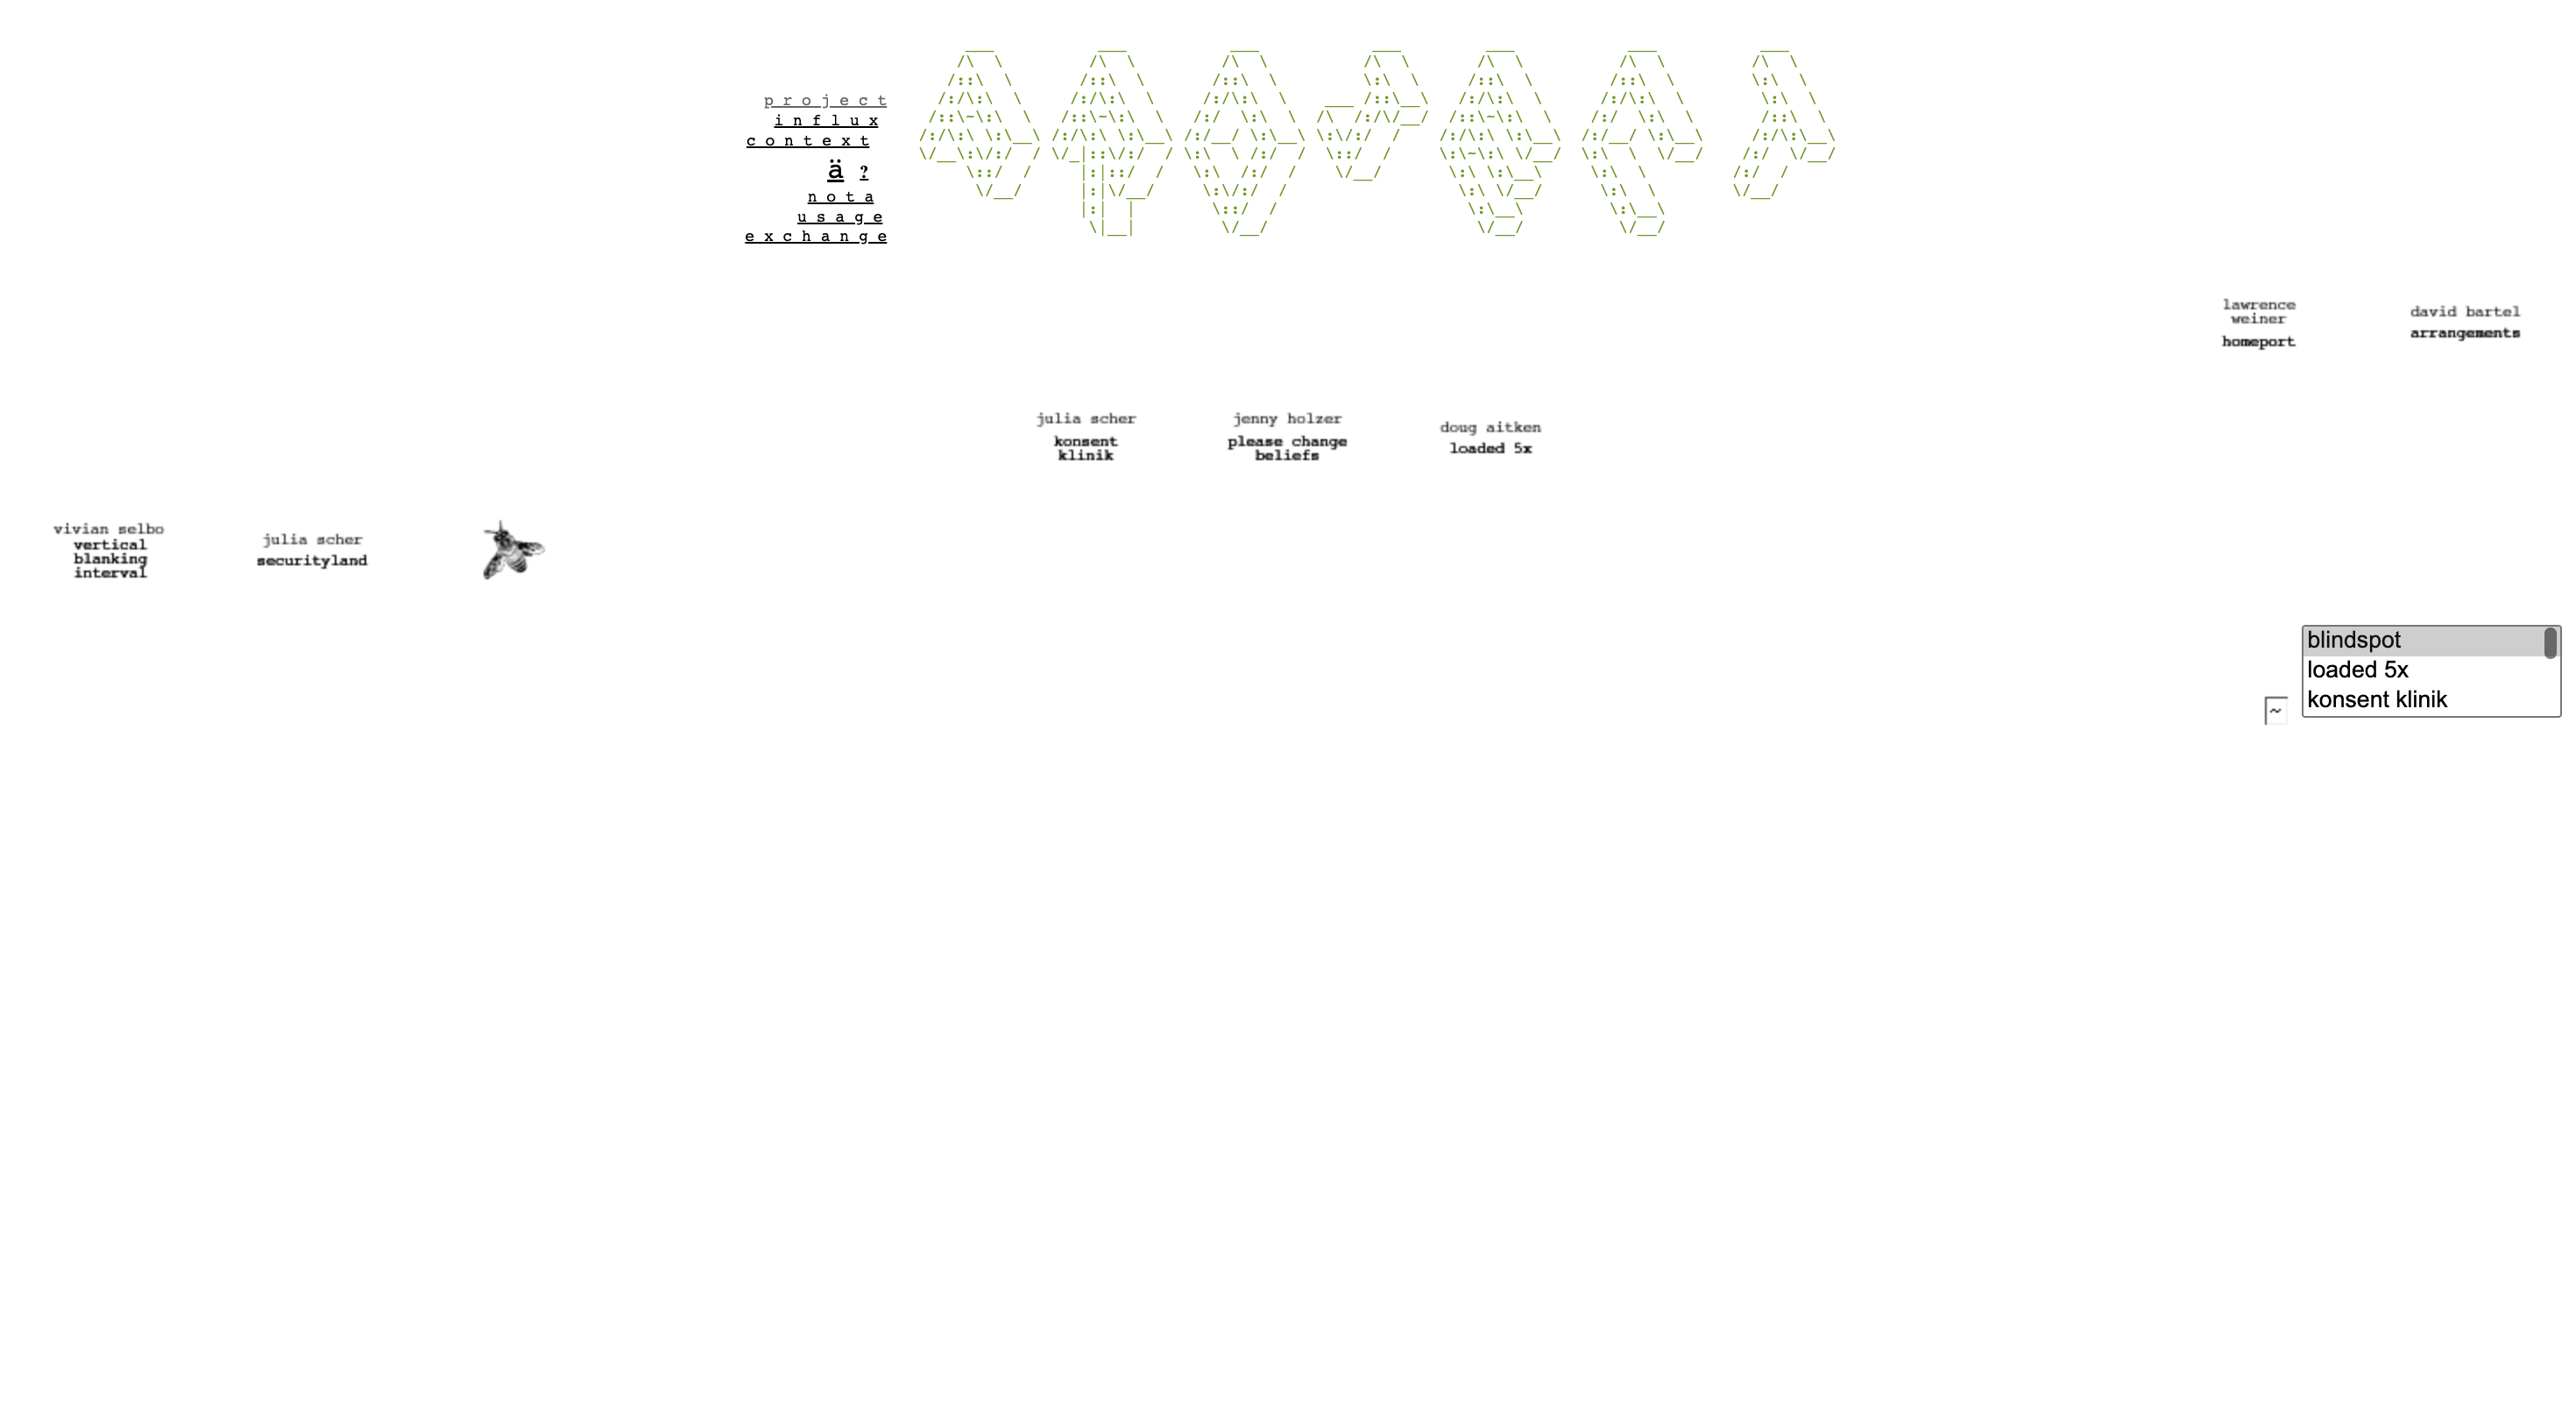 p r o j e c t
i n f l u x
c o n t e x t
ä ?
n o t a
u s a g e
e x c h a n g e
PROJECT
lawrence
weiner
homeport
david bartel
arrangements
julia scher
konsent
klinik
jenny holzer
please change
beliefs
doug aitken
loaded 5x
vivian selbo
vertical
blanking
interval
julia scher
securityland
~
blindspot
loaded 5x
konsent klinik